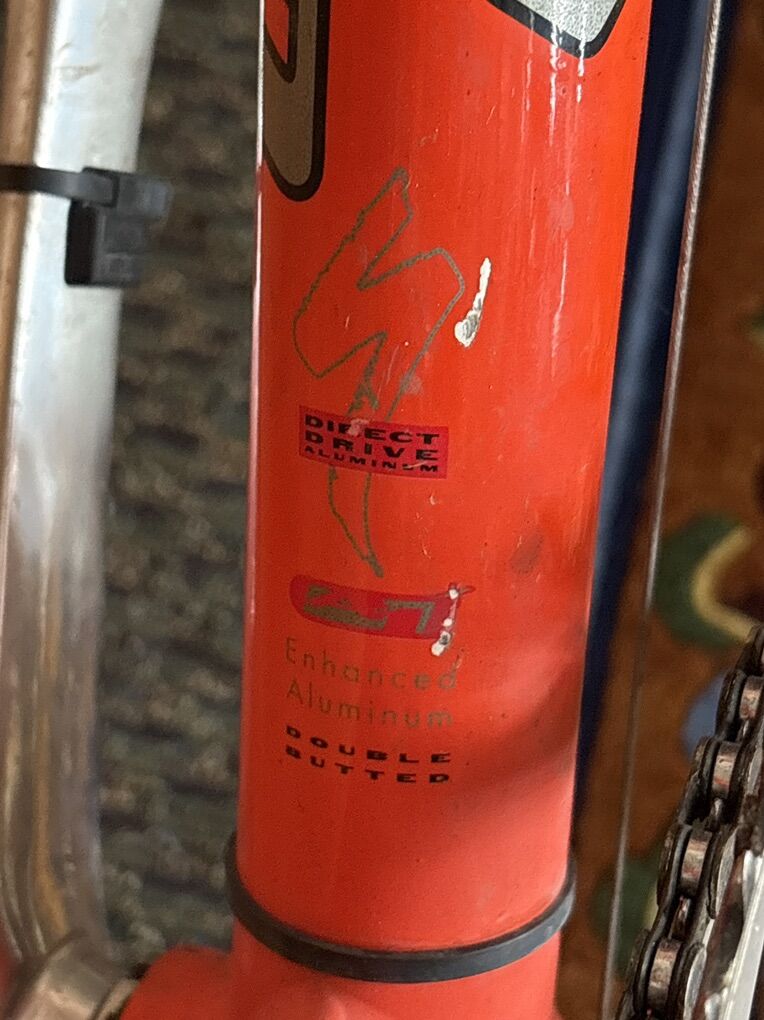 DIRECT
DRIVE
ALUMINUM
Enhanced
Aluminum
DOUBLE
BUTTED